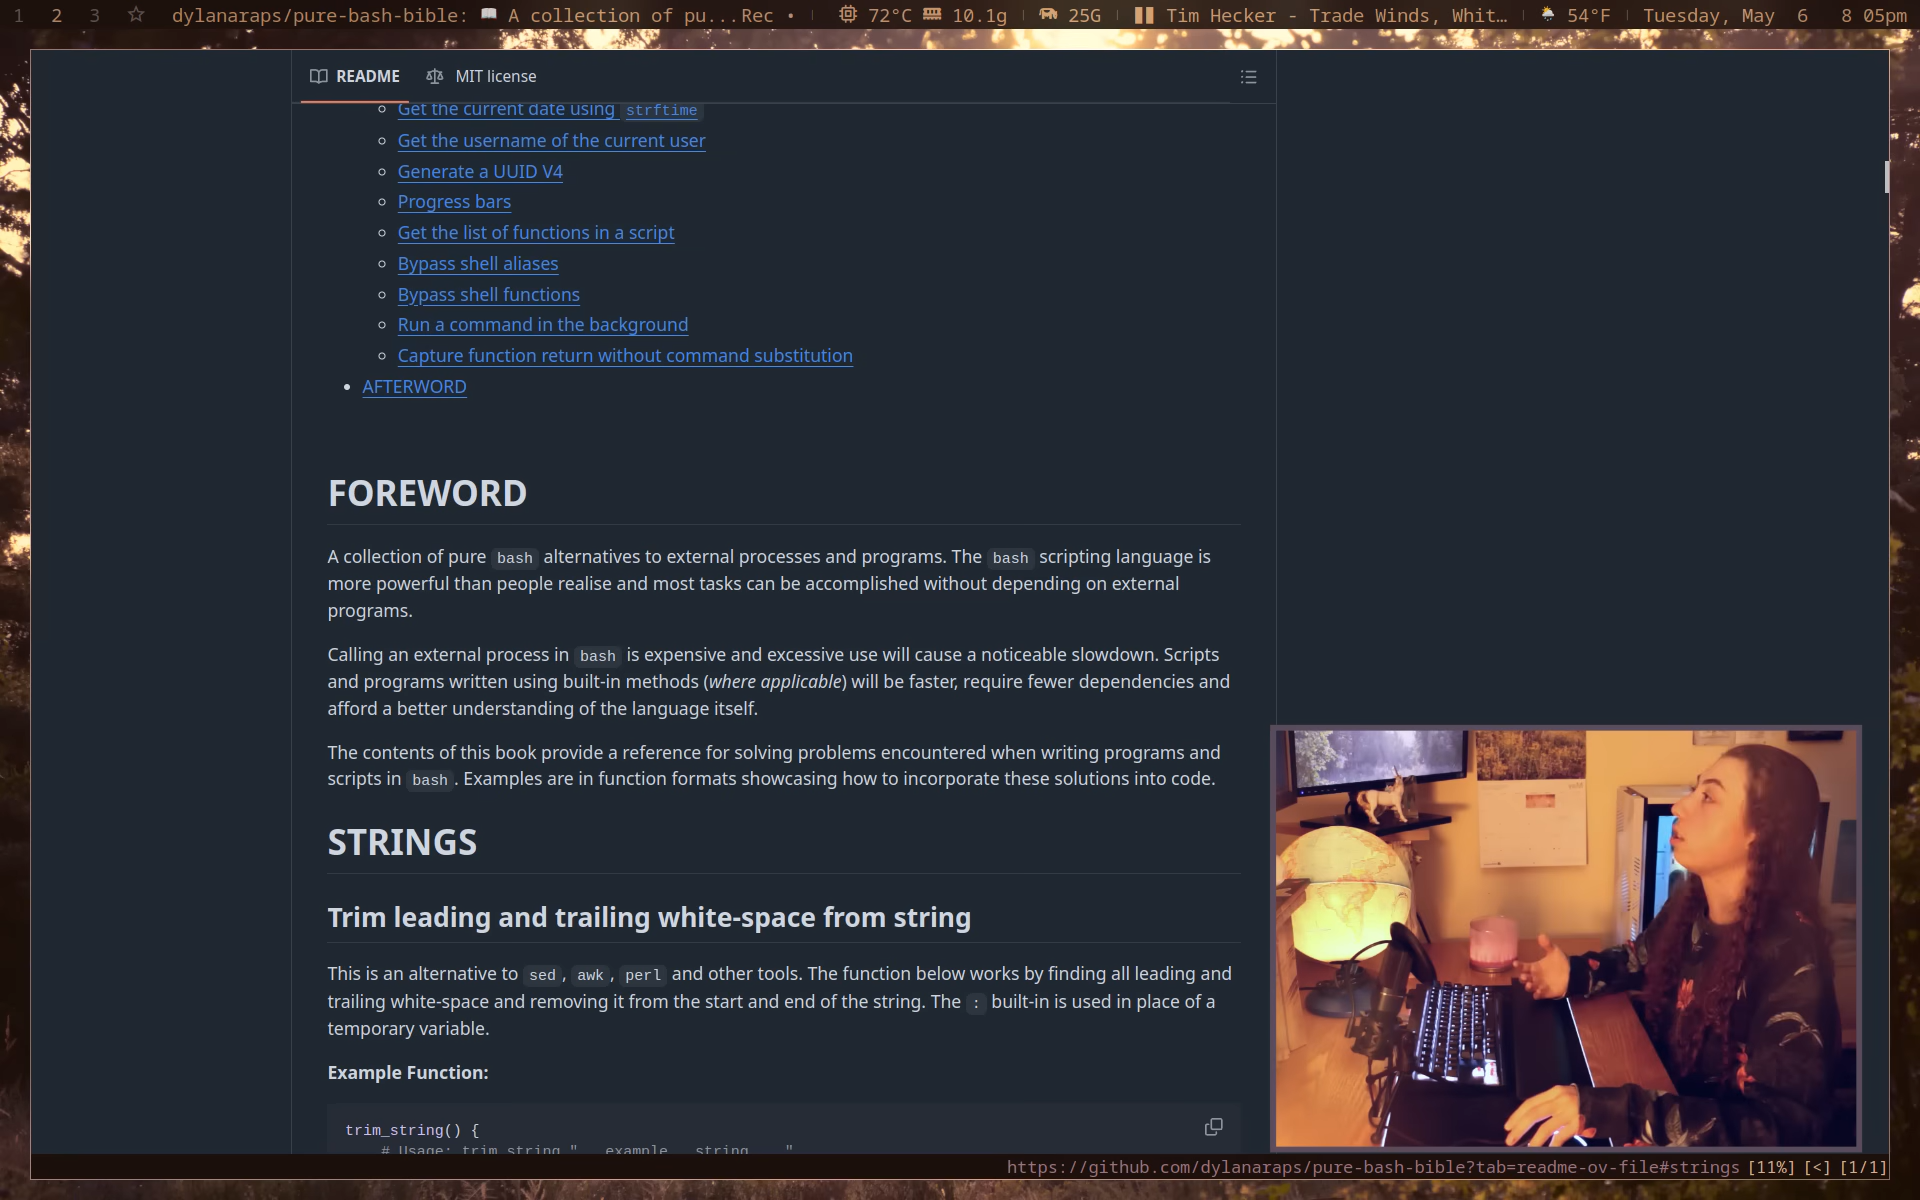 1 2 3 dylanaraps/pure-bash-bible: 📖 A collection of pu...Rec • 72°C 10.1g 25G Tim Hecker - Trade Winds, Whit… 54°F Tuesday, May 6 8 05pm
README MIT license
Get the current date using strftime
Get the username of the current user
Generate a UUID V4
Progress bars
Get the list of functions in a script
Bypass shell aliases
Bypass shell functions
Run a command in the background
Capture function return without command substitution
AFTERWORD
FOREWORD
A collection of pure bash alternatives to external processes and programs. The bash scripting language is
more powerful than people realise and most tasks can be accomplished without depending on external
programs.
Calling an external process in bash is expensive and excessive use will cause a noticeable slowdown. Scripts
and programs written using built-in methods (where applicable) will be faster, require fewer dependencies and
afford a better understanding of the language itself.
The contents of this book provide a reference for solving problems encountered when writing programs and
scripts in bash. Examples are in function formats showcasing how to incorporate these solutions into code.
STRINGS
Trim leading and trailing white-space from string
This is an alternative to sed, awk, perl and other tools. The function below works by finding all leading and
trailing white-space and removing it from the start and end of the string. The : built-in is used in place of a
temporary variable.
Example Function:
trim_string() {
# Usage: trim_string "   example   string    "
https://github.com/dylanaraps/pure-bash-bible?tab=readme-ov-file#strings [11%] [<] [1/1]